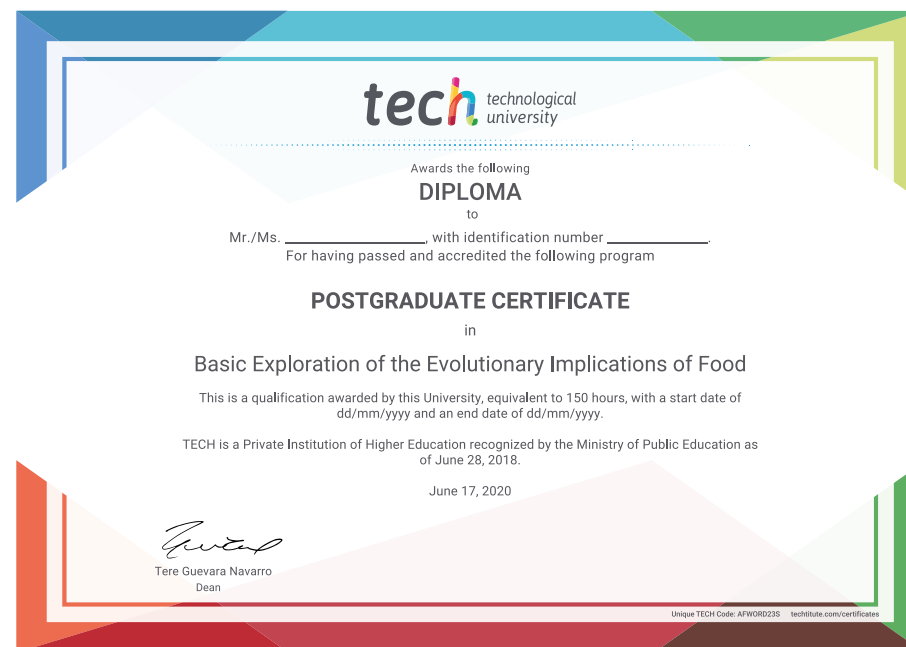 tech technological
university
Awards the following
DIPLOMA
to
Mr./Ms. ____________________, with identification number ______________.
For having passed and accredited the following program
POSTGRADUATE CERTIFICATE
in
Basic Exploration of the Evolutionary Implications of Food
This is a qualification awarded by this University, equivalent to 150 hours, with a start date of
dd/mm/yyyy and an end date of dd/mm/yyyy.
TECH is a Private Institution of Higher Education recognized by the Ministry of Public Education as
of June 28, 2018.
June 17, 2020
Tere Guevara Navarro
Dean
Unique TECH Code: AFWORD23S techtitute.com/certificates